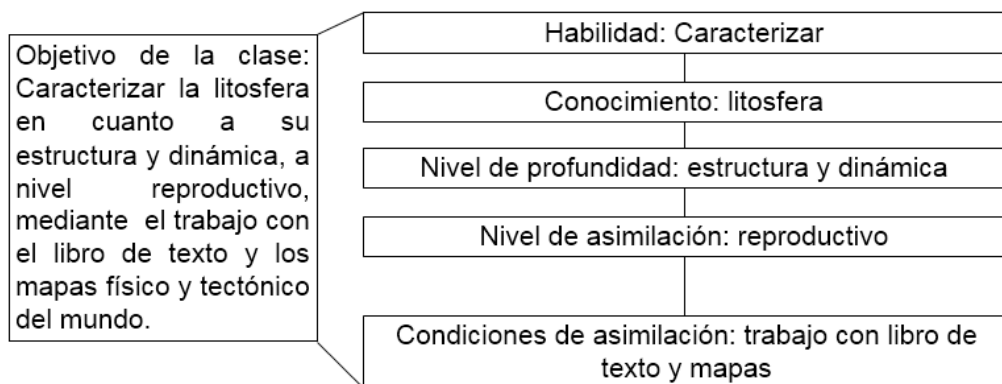 Objetivo de la clase:
Caracterizar la litosfera
en cuanto a su
estructura y dinámica, a
nivel reproductivo,
mediante el trabajo con
el libro de texto y los
mapas físico y tectónico
del mundo.
Habilidad: Caracterizar
Conocimiento: litosfera
Nivel de profundidad: estructura y dinámica
Nivel de asimilación: reproductivo
Condiciones de asimilación: trabajo con libro de
texto y mapas